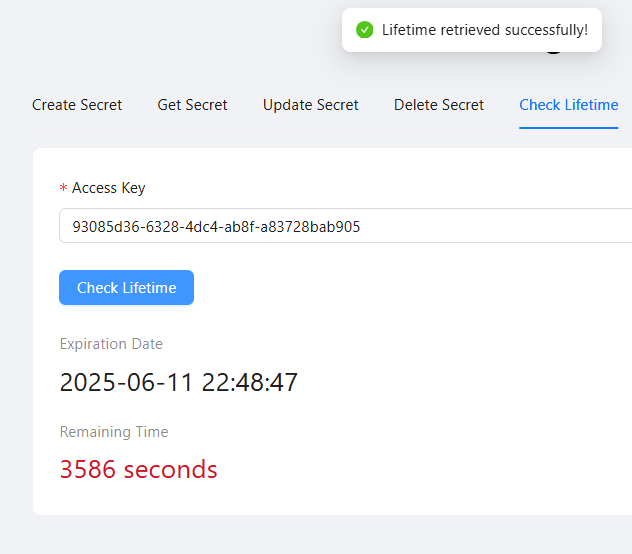 Lifetime retrieved successfully!
Create Secret Get Secret Update Secret Delete Secret Check Lifetime
* Access Key
93085d36-6328-4dc4-ab8f-a83728bab905
Check Lifetime
Expiration Date
2025-06-11 22:48:47
Remaining Time
3586 seconds